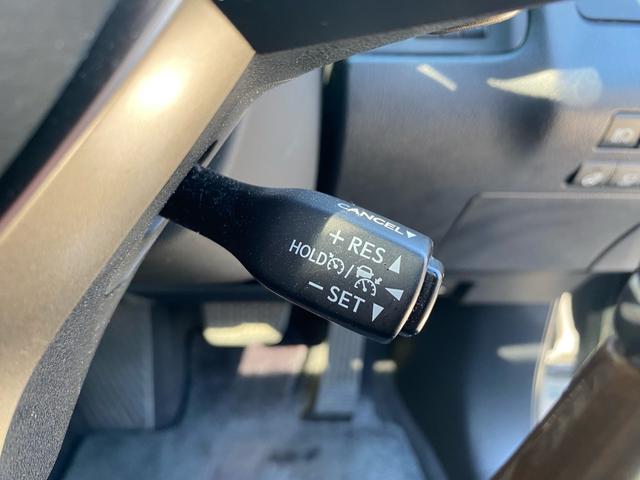 CANCEL
+ RES
HOLD /
- SET